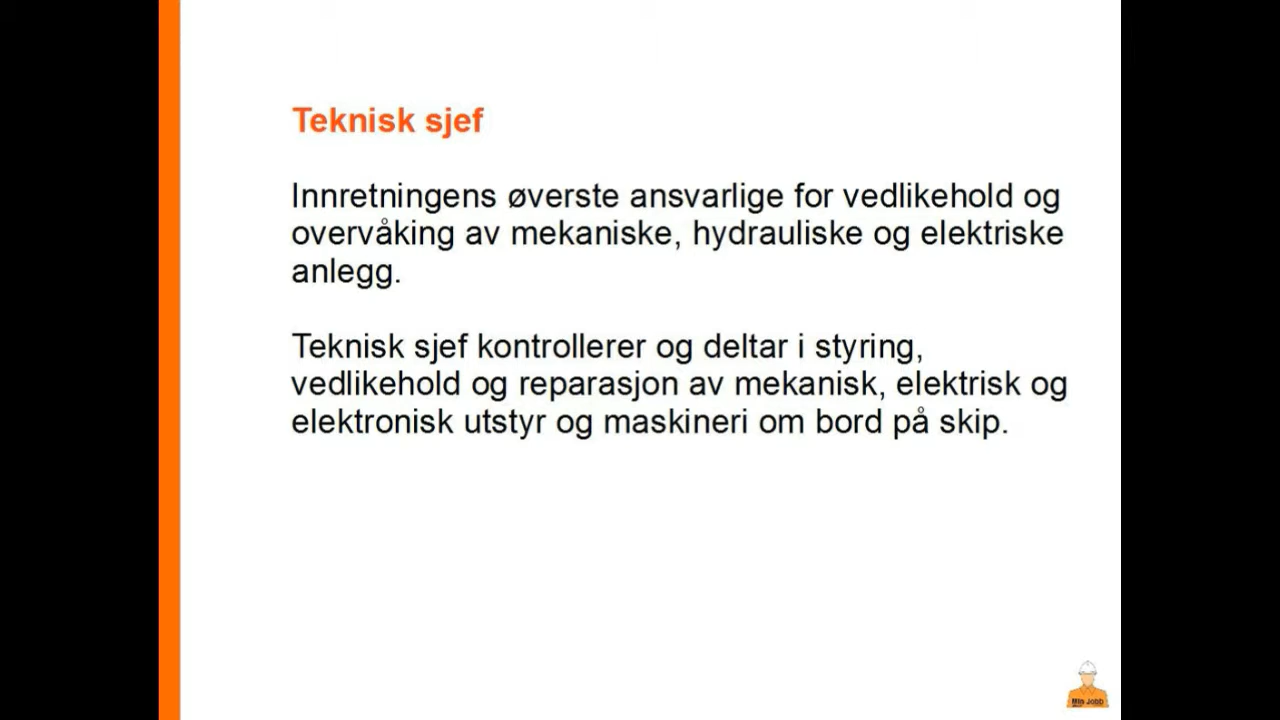 Teknisk sjef
Innretningens øverste ansvarlige for vedlikehold og
overvåking av mekaniske, hydrauliske og elektriske
anlegg.
Teknisk sjef kontrollerer og deltar i styring,
vedlikehold og reparasjon av mekanisk, elektrisk og
elektronisk utstyr og maskineri om bord på skip.
Min Jobb